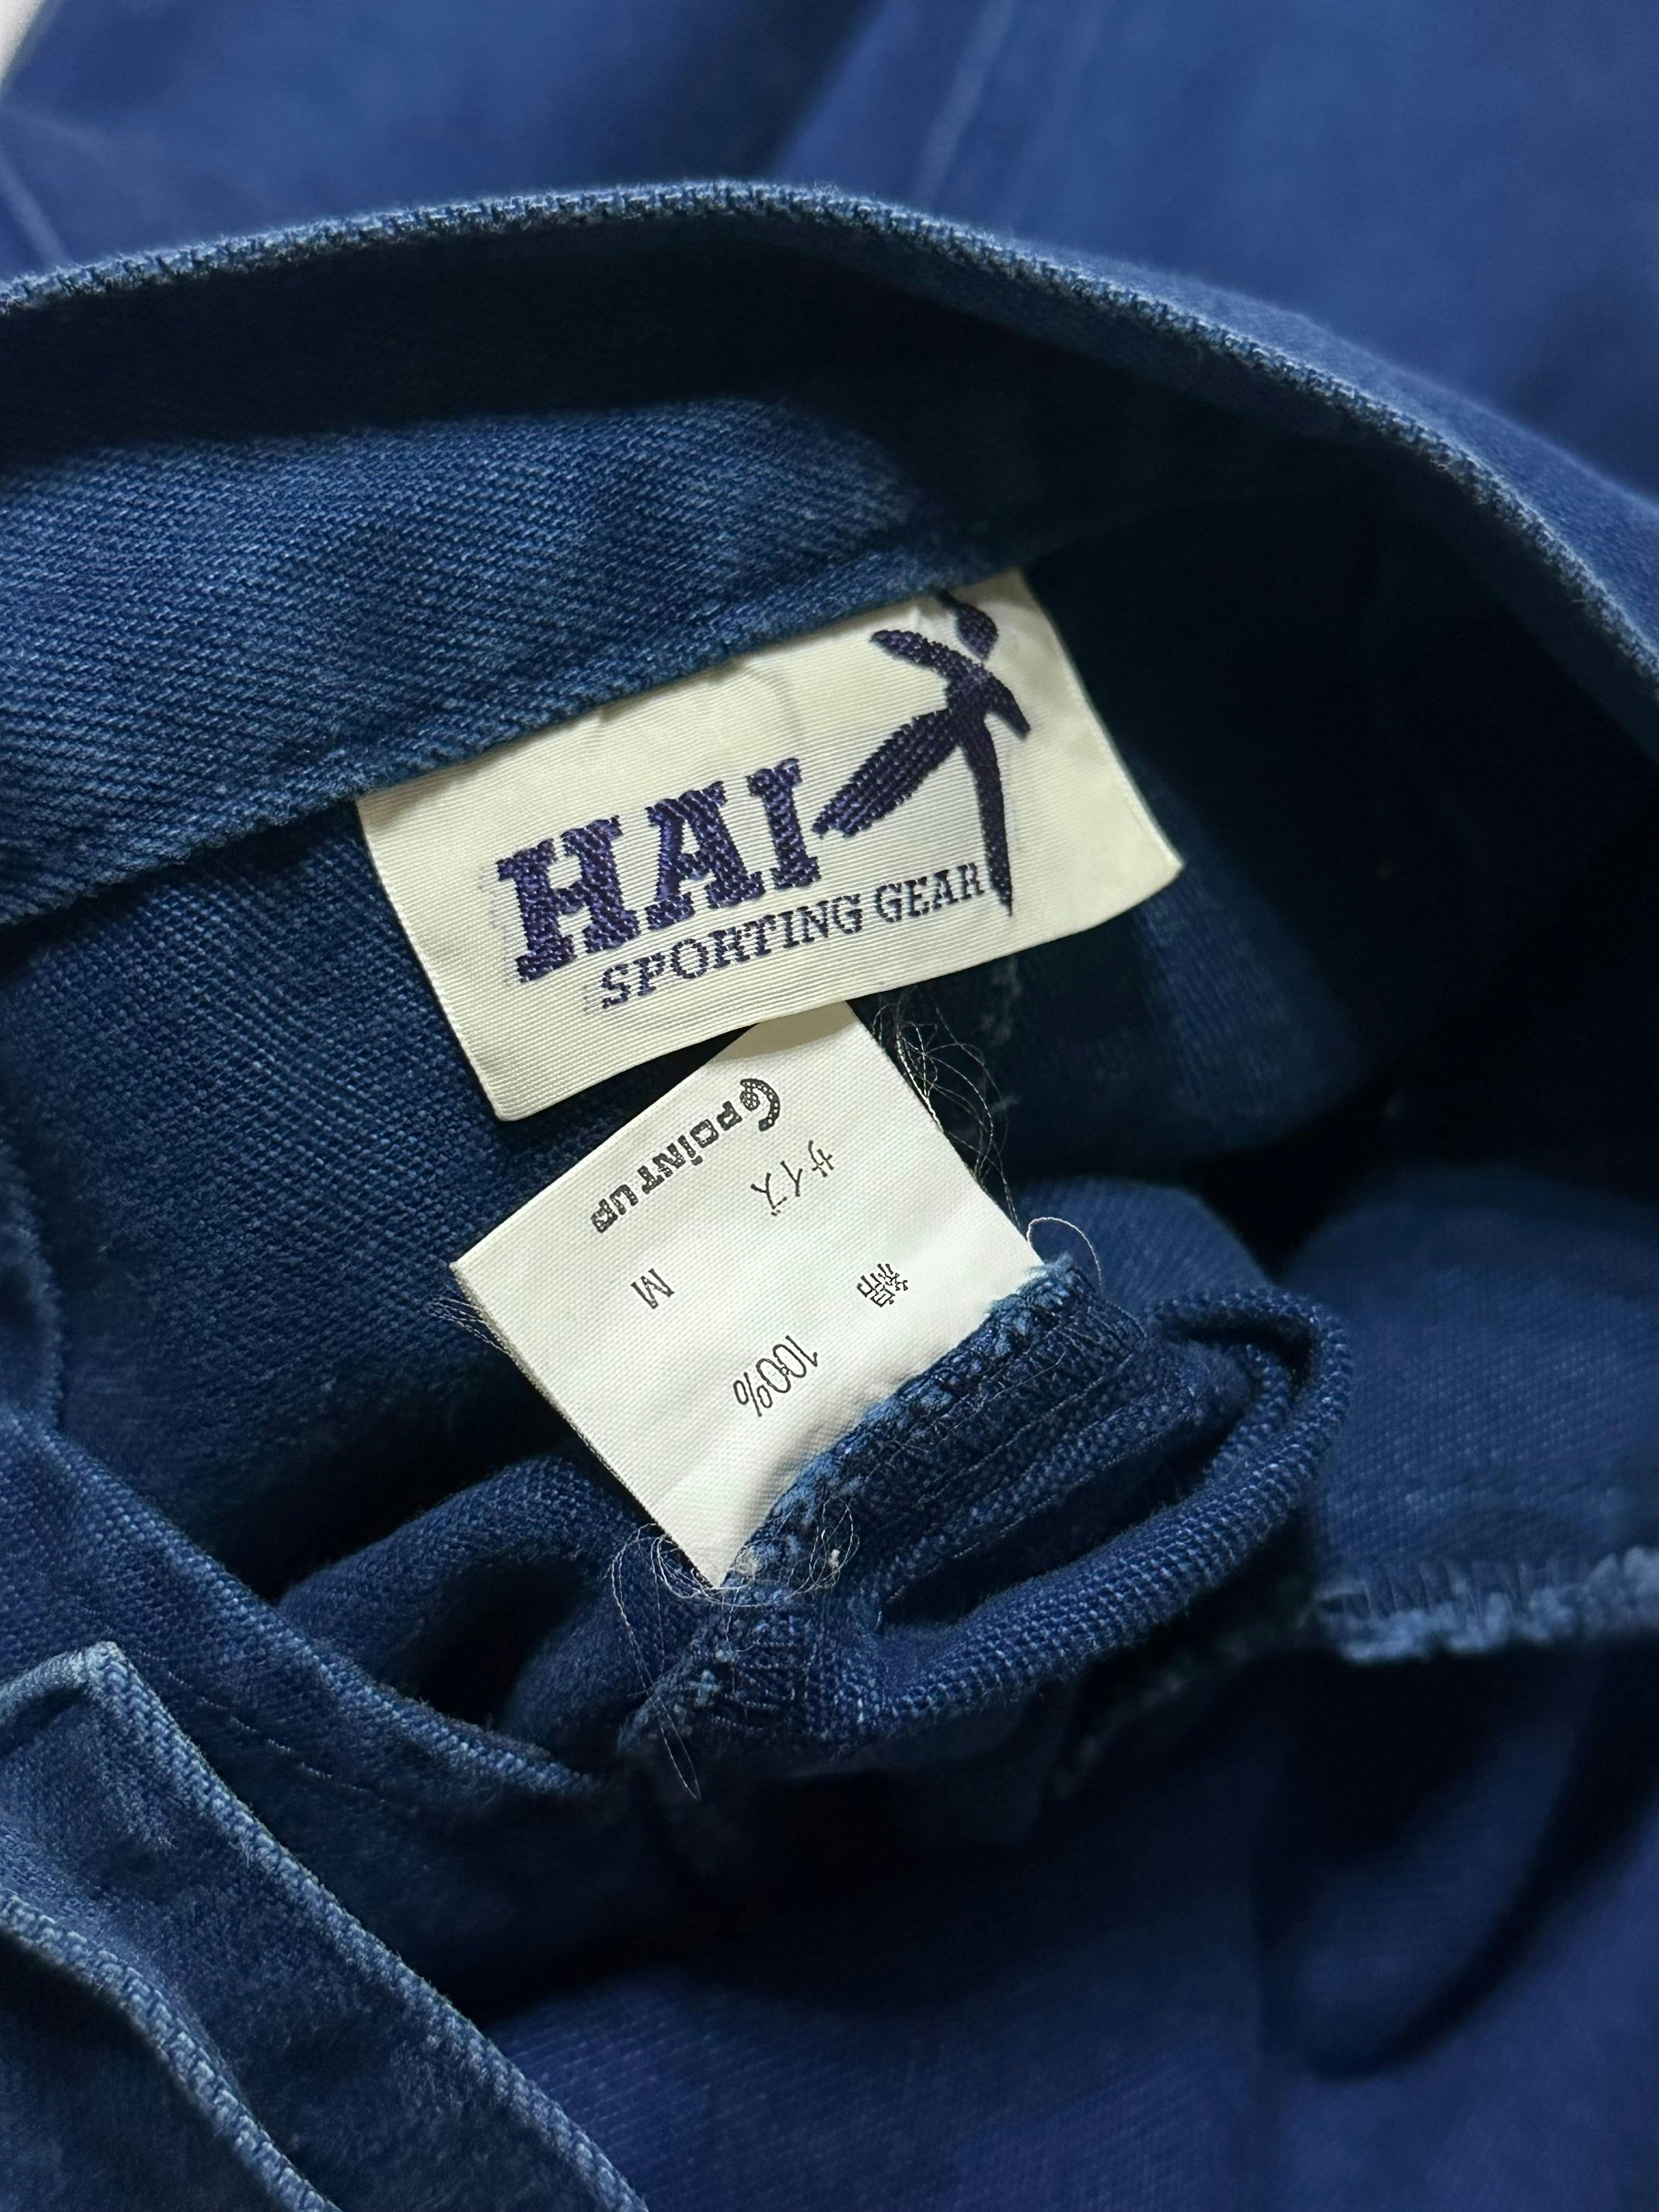 HAI
SPORTING GEAR
POINT UP
サイズ M
綿 100%